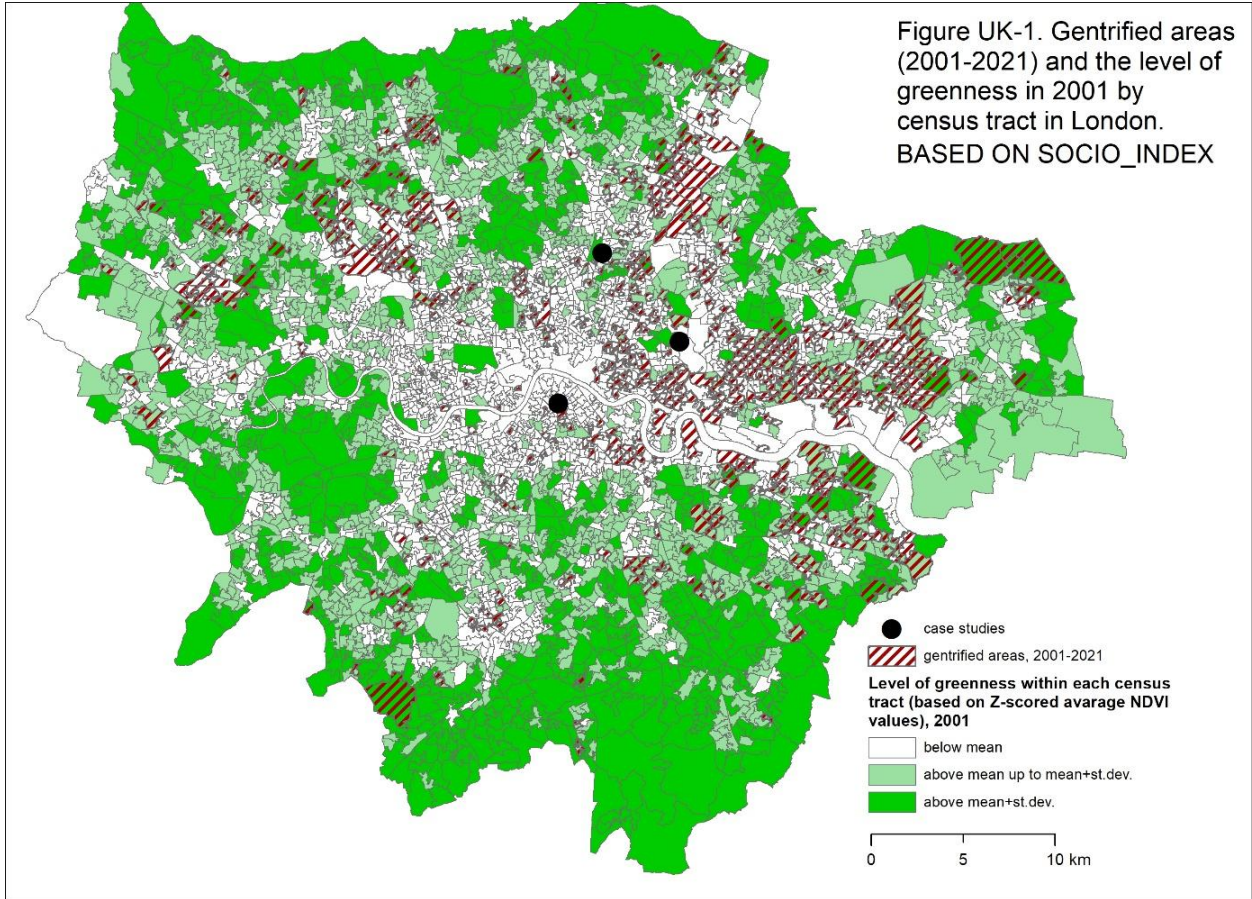 Figure UK-1. Gentrified areas
(2001-2021) and the level of
greenness in 2001 by
census tract in London.
BASED ON SOCIO_INDEX
case studies
gentrified areas, 2001-2021
Level of greenness within each census
tract (based on Z-scored avarage NDVI
values), 2001
below mean
above mean up to mean+st.dev.
above mean+st.dev.
0 5 10 km